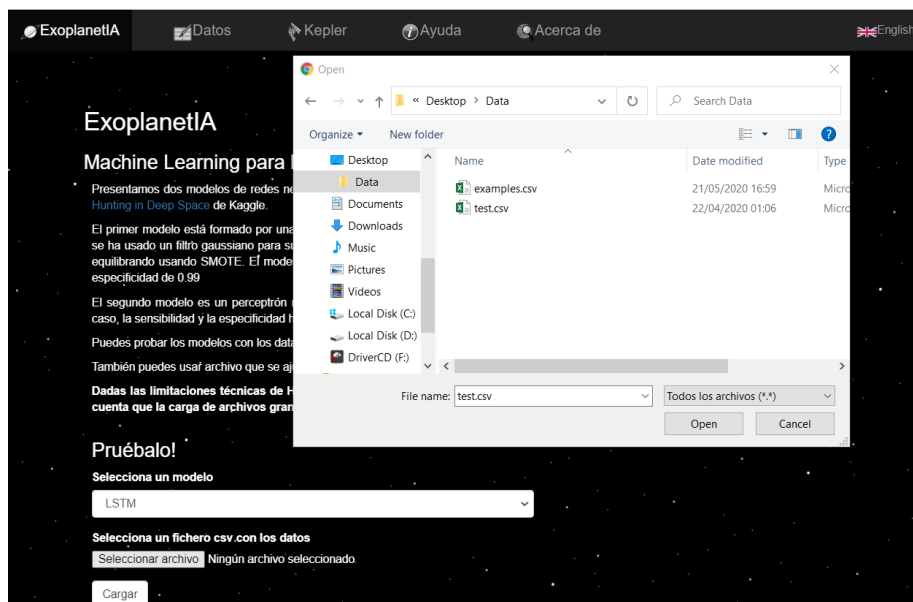 ExoplanetIA Datos Kepler Ayuda Acerca de English
Open
« Desktop > Data
Search Data
Organize New folder
Desktop
Data
Documents
Downloads
Music
Pictures
Videos
Local Disk (C:)
Local Disk (D:)
DriverCD (F:)
Name Date modified Type
examples.csv 21/05/2020 16:59 Micro
test.csv 22/04/2020 01:06 Micro
File name: test.csv
Todos los archivos (*.*)
Open Cancel
ExoplanetIA
Machine Learning para
Presentamos dos modelos de redes ne
Hunting in Deep Space de Kaggle.
El primer modelo está formado por una
se ha usado un filtro gaussiano para su
equilibrando usando SMOTE. El mode
especificidad de 0.99
El segundo modelo es un perceptrón
caso, la sensibilidad y la especificidad h
Puedes probar los modelos con los data
También puedes usar archivo que se aj
Dadas las limitaciones técnicas de H
cuenta que la carga de archivos gran
Pruébalo!
Selecciona un modelo
LSTM
Selecciona un fichero csv con los datos
Seleccionar archivo Ningún archivo seleccionado
Cargar